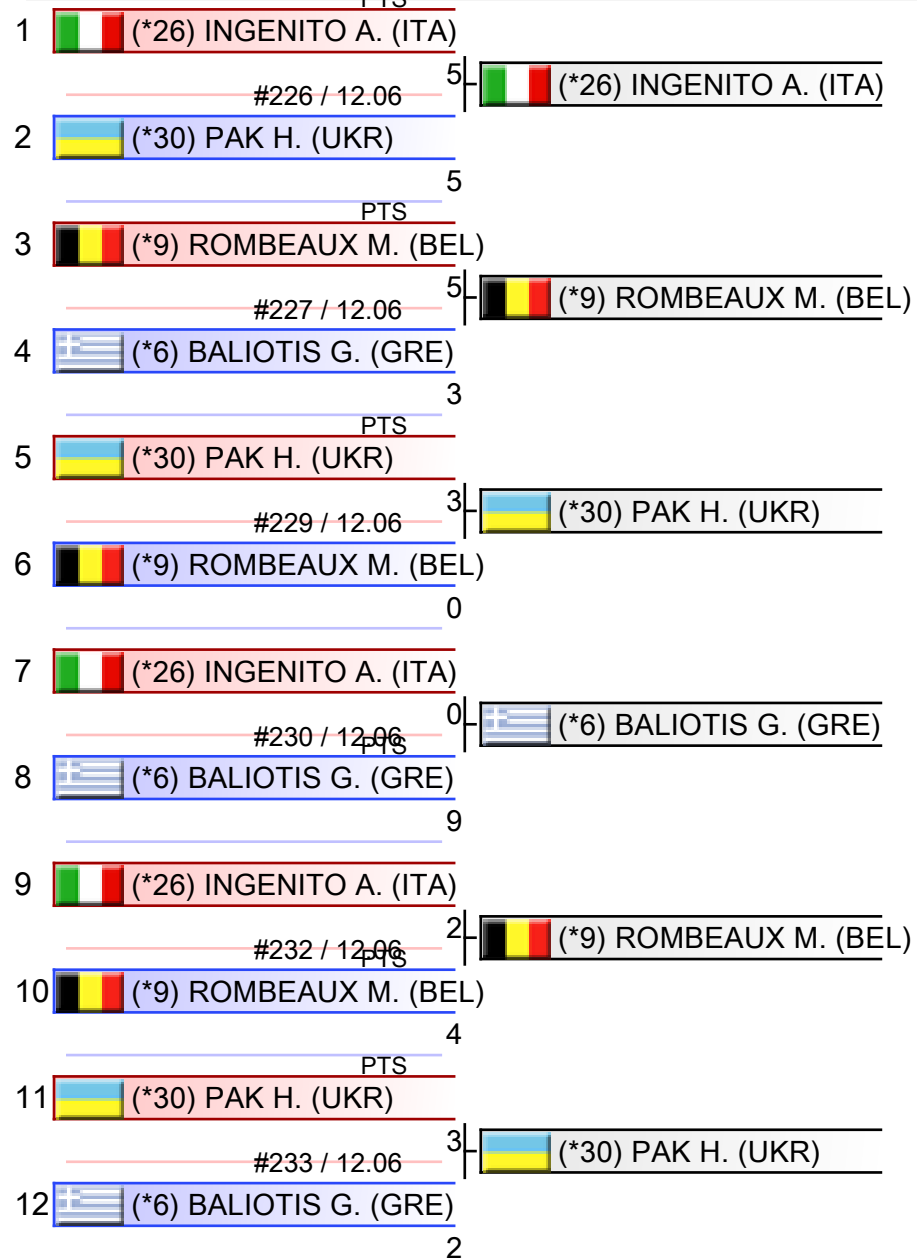 PTS
1 (*26) INGENITO A. (ITA)
5 (*26) INGENITO A. (ITA)
#226 / 12.06
2 (*30) PAK H. (UKR)
5
PTS
3 (*9) ROMBEAUX M. (BEL)
5 (*9) ROMBEAUX M. (BEL)
#227 / 12.06
4 (*6) BALIOTIS G. (GRE)
3
PTS
5 (*30) PAK H. (UKR)
3 (*30) PAK H. (UKR)
#229 / 12.06
6 (*9) ROMBEAUX M. (BEL)
0
7 (*26) INGENITO A. (ITA)
0 (*6) BALIOTIS G. (GRE)
#230 / 12.06
PTS
8 (*6) BALIOTIS G. (GRE)
9
9 (*26) INGENITO A. (ITA)
2 (*9) ROMBEAUX M. (BEL)
#232 / 12.06
PTS
10 (*9) ROMBEAUX M. (BEL)
4
PTS
11 (*30) PAK H. (UKR)
3 (*30) PAK H. (UKR)
#233 / 12.06
12 (*6) BALIOTIS G. (GRE)
2